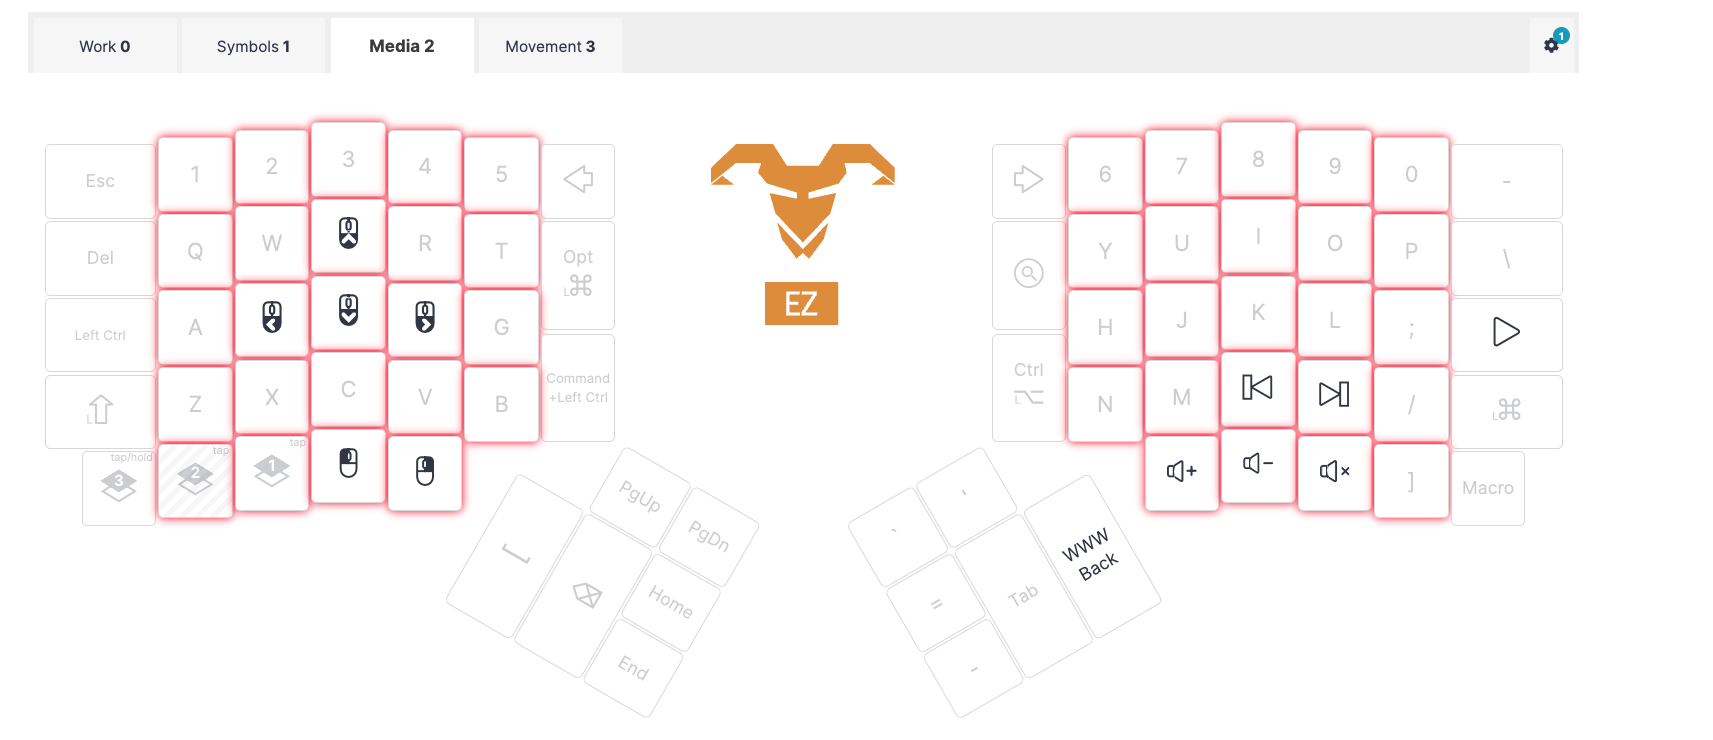 Work 0
Symbols 1
Media 2
Movement 3
1
Esc
1
2
3
4
5
6
7
8
9
0
-
Del
Q
W
R
T
Opt
L
Y
U
I
O
P
\
Left Ctrl
A
G
H
J
K
L
;
L
Z
X
C
V
B
Command
+Left Ctrl
Ctrl
L
N
M
/
L
tap/hold
3
tap
2
tap
1
]
Macro
EZ
[
PgUp
PgDn
Home
End
`
'
=
-
Tab
WWW
Back